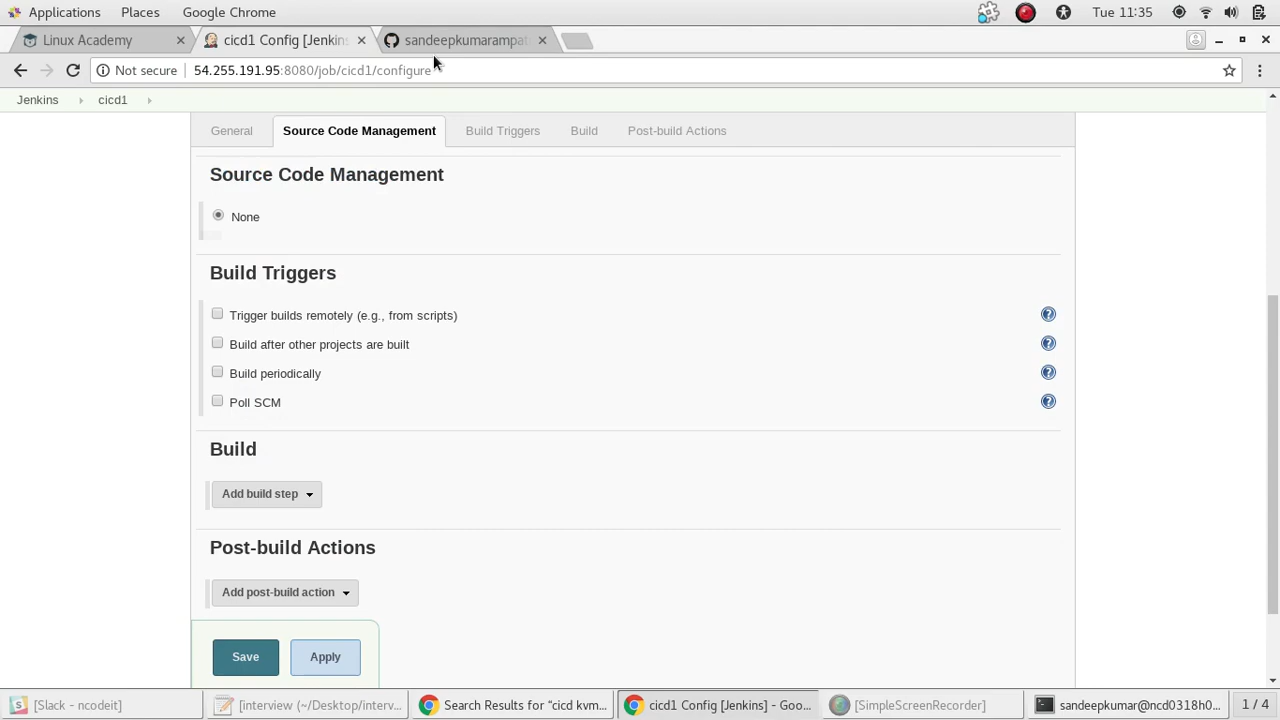 Applications Places Google Chrome Tue 11:35
Linux Academy cicd1 Config [Jenkins sandeepkumarampat
Not secure 54.255.191.95:8080/job/cicd1/configure
Jenkins cicd1
General Source Code Management Build Triggers Build Post-build Actions
Source Code Management
None
Build Triggers
Trigger builds remotely (e.g., from scripts)
Build after other projects are built
Build periodically
Poll SCM
Build
Add build step
Post-build Actions
Add post-build action
Save Apply
[Slack - ncodeit] [interview (~/Desktop/interv... Search Results for “cicd kvm... cicd1 Config [Jenkins] - Goo... [SimpleScreenRecorder] sandeepkumar@ncd0318h0... 1 / 4